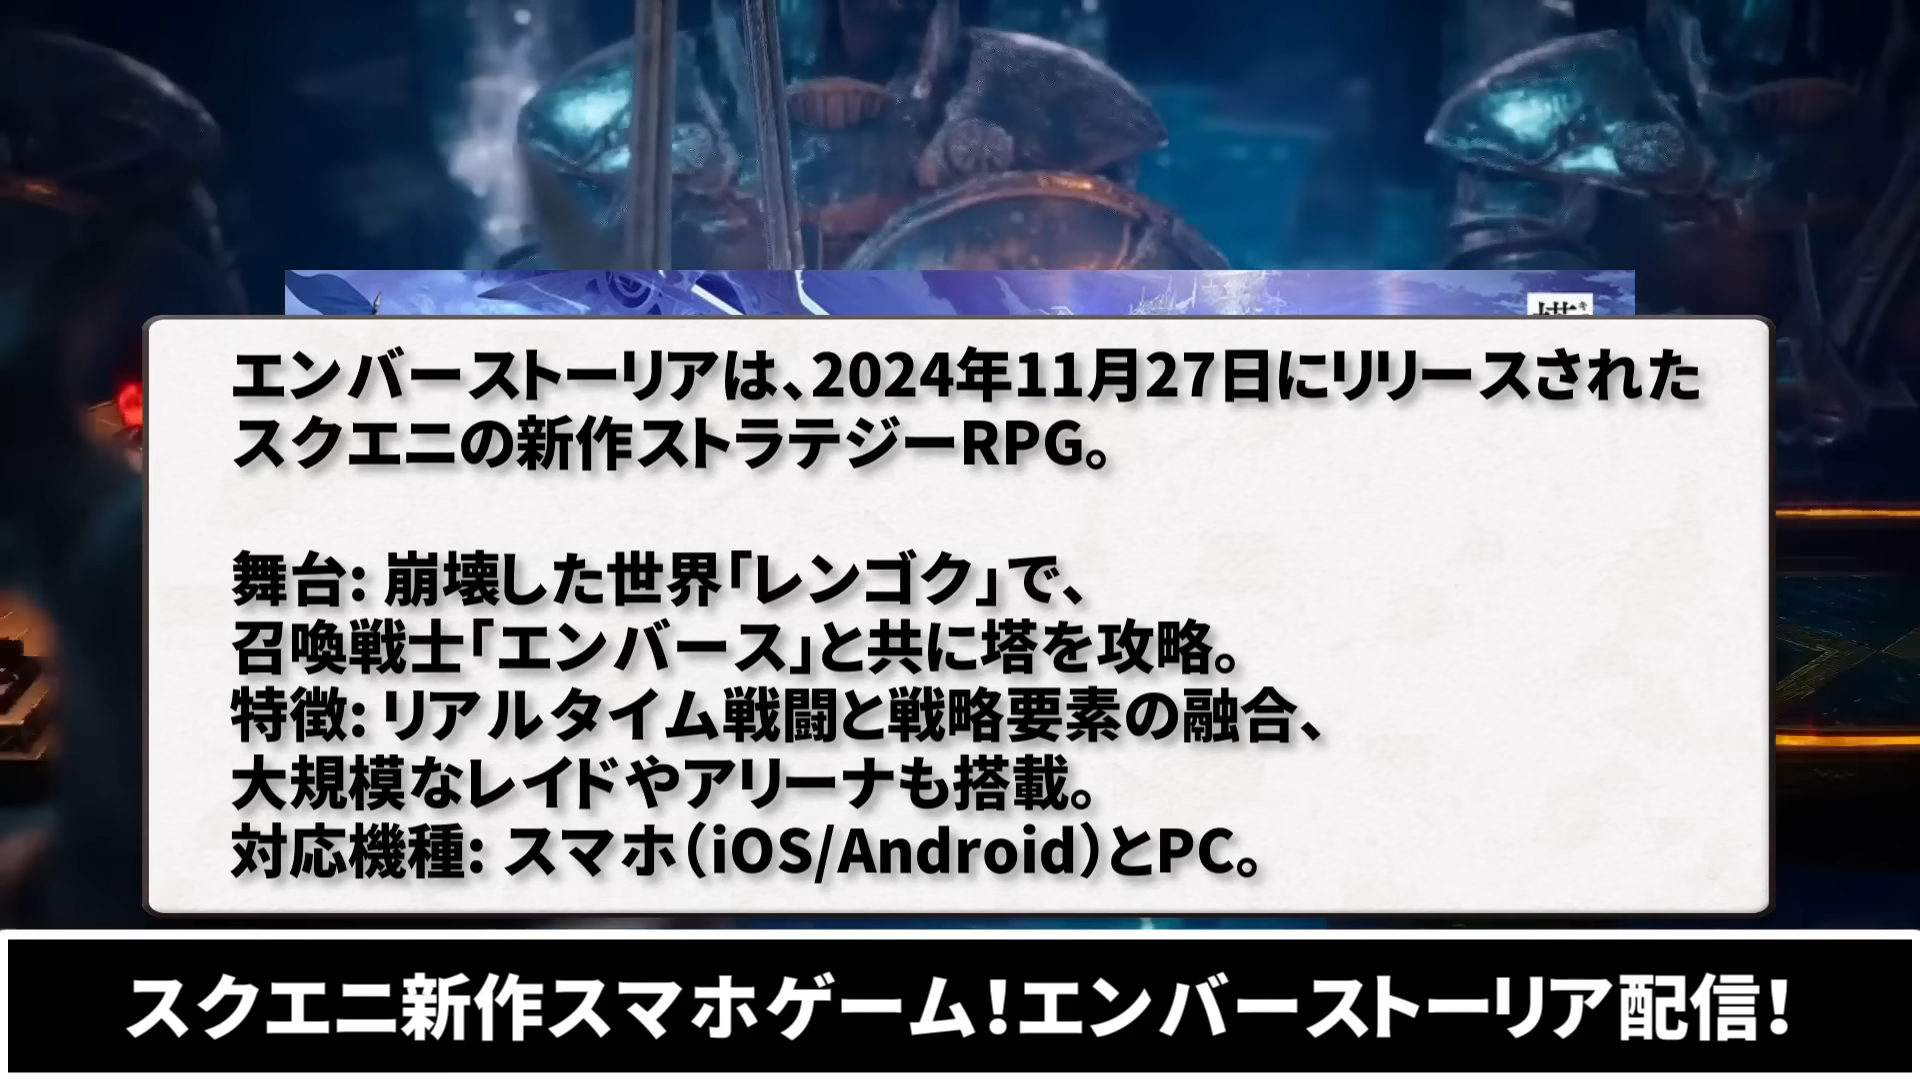 エンバーストーリアは、2024年11月27日にリリースされた
スクエニの新作ストラテジーRPG。
舞台: 崩壊した世界「レンゴク」で、
召喚戦士「エンバース」と共に塔を攻略。
特徴: リアルタイム戦闘と戦略要素の融合、
大規模なレイドやアリーナも搭載。
対応機種: スマホ（iOS/Android）とPC。
スクエニ新作スマホゲーム！エンバーストーリア配信！